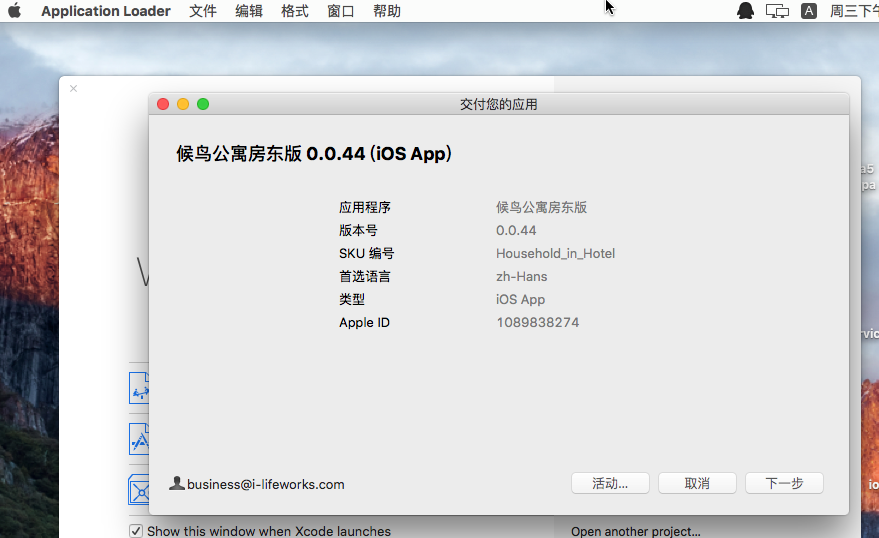 Application Loader 文件 编辑 格式 窗口 帮助 A 周三下午
交付您的应用
候鸟公寓房东版 0.0.44 (iOS App)
应用程序 候鸟公寓房东版
版本号 0.0.44
SKU 编号 Household_in_Hotel
首选语言 zh-Hans
类型 iOS App
Apple ID 1089838274
business@i-lifeworks.com 活动... 取消 下一步
Show this window when Xcode launches Open another project...